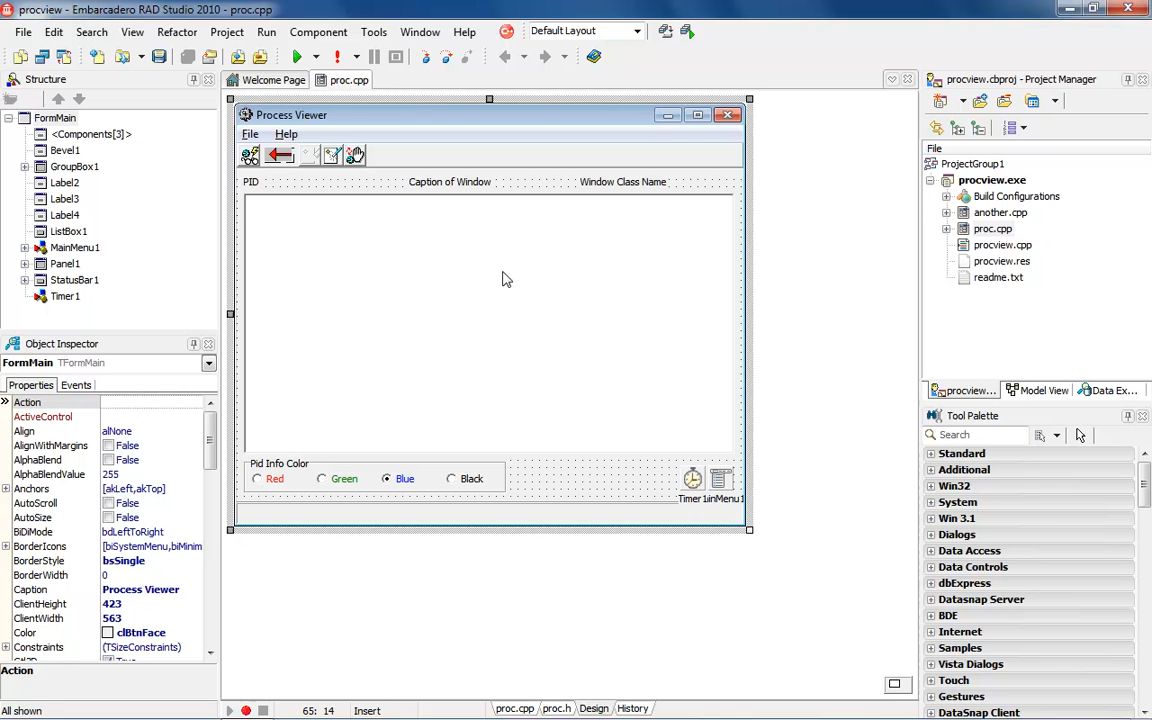 procview - Embarcadero RAD Studio 2010 - proc.cpp
File Edit Search View Refactor Project Run Component Tools Window Help
Default Layout
Structure
FormMain
<Components[3]>
Bevel1
GroupBox1
Label2
Label3
Label4
ListBox1
MainMenu1
Panel1
StatusBar1
Timer1
Object Inspector
FormMain TFormMain
Properties Events
Action
ActiveControl
Align alNone
AlignWithMargins False
AlphaBlend False
AlphaBlendValue 255
Anchors [akLeft,akTop]
AutoScroll False
AutoSize False
BiDiMode bdLeftToRight
BorderIcons [biSystemMenu,biMinim
BorderStyle bsSingle
BorderWidth 0
Caption Process Viewer
ClientHeight 423
ClientWidth 563
Color clBtnFace
Constraints (TSizeConstraints)
Action
All shown
Welcome Page proc.cpp
Process Viewer
File Help
PID Caption of Window Window Class Name
Pid Info Color
Red Green Blue Black
Timer1inMenu1
65: 14 Insert
proc.cpp proc.h Design History
procview.cbproj - Project Manager
File
ProjectGroup1
procview.exe
Build Configurations
another.cpp
proc.cpp
procview.cpp
procview.res
readme.txt
procview... Model View Data Ex...
Tool Palette
Search
Standard
Additional
Win32
System
Win 3.1
Dialogs
Data Access
Data Controls
dbExpress
Datasnap Server
BDE
Internet
Samples
Vista Dialogs
Touch
Gestures
DataSnap Client